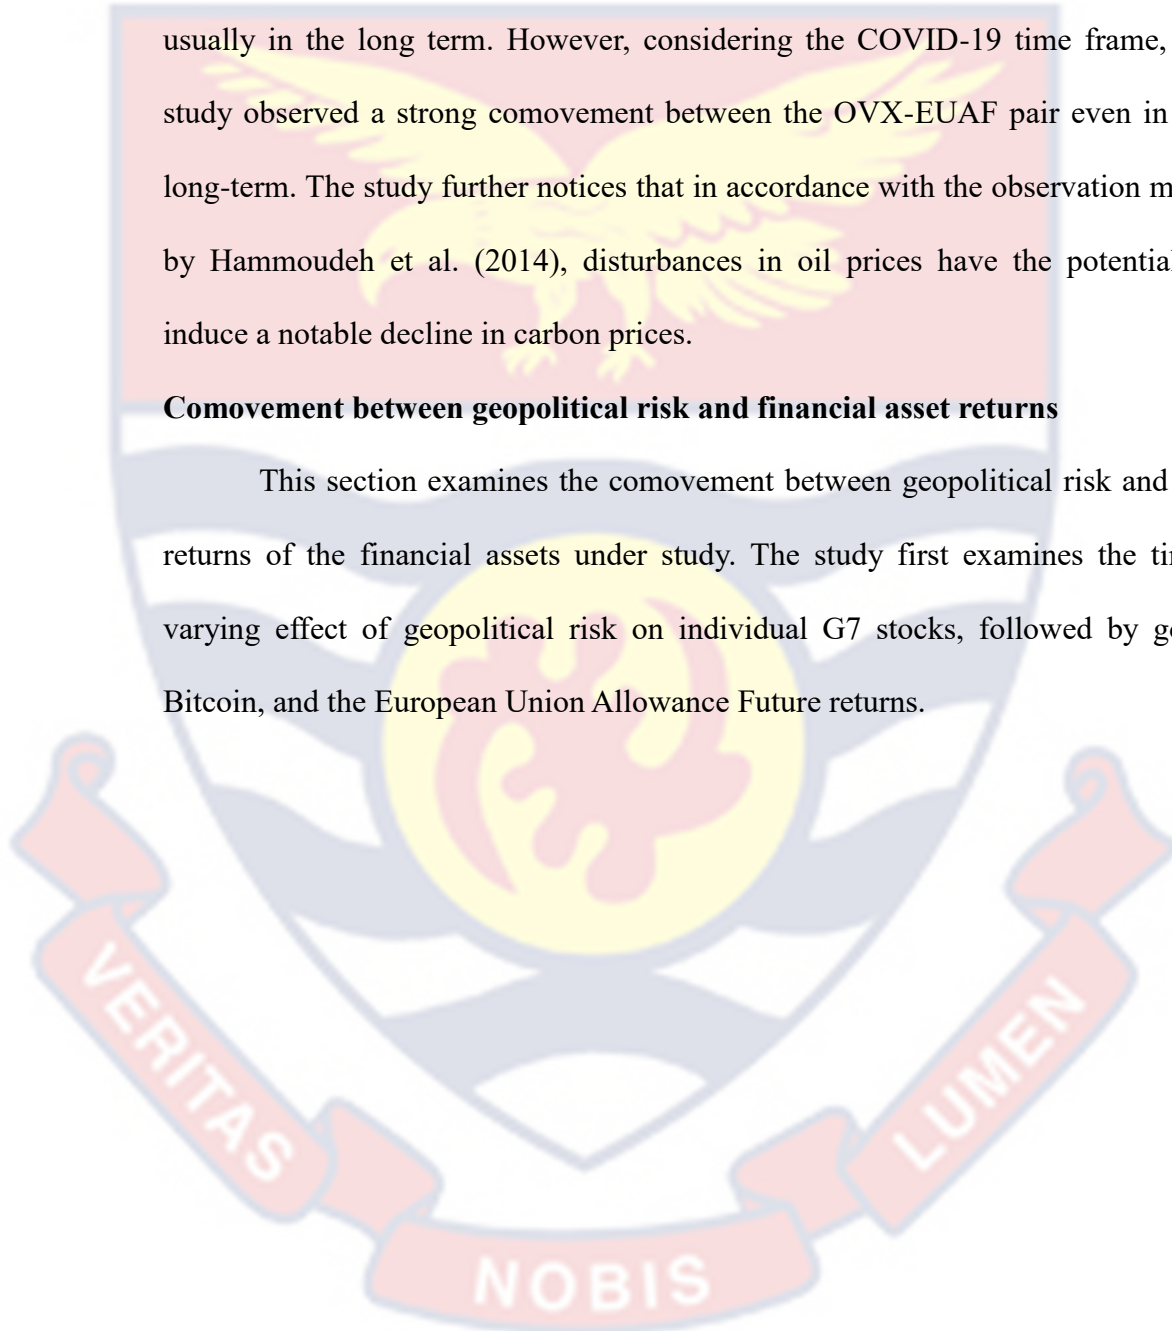 usually in the long term. However, considering the COVID-19 time frame,
study observed a strong comovement between the OVX-EUAF pair even in
long-term. The study further notices that in accordance with the observation m
by Hammoudeh et al. (2014), disturbances in oil prices have the potential
induce a notable decline in carbon prices.
Comovement between geopolitical risk and financial asset returns
This section examines the comovement between geopolitical risk and
returns of the financial assets under study. The study first examines the ti
varying effect of geopolitical risk on individual G7 stocks, followed by g
Bitcoin, and the European Union Allowance Future returns.
VERITAS
NOBIS
LUMEN